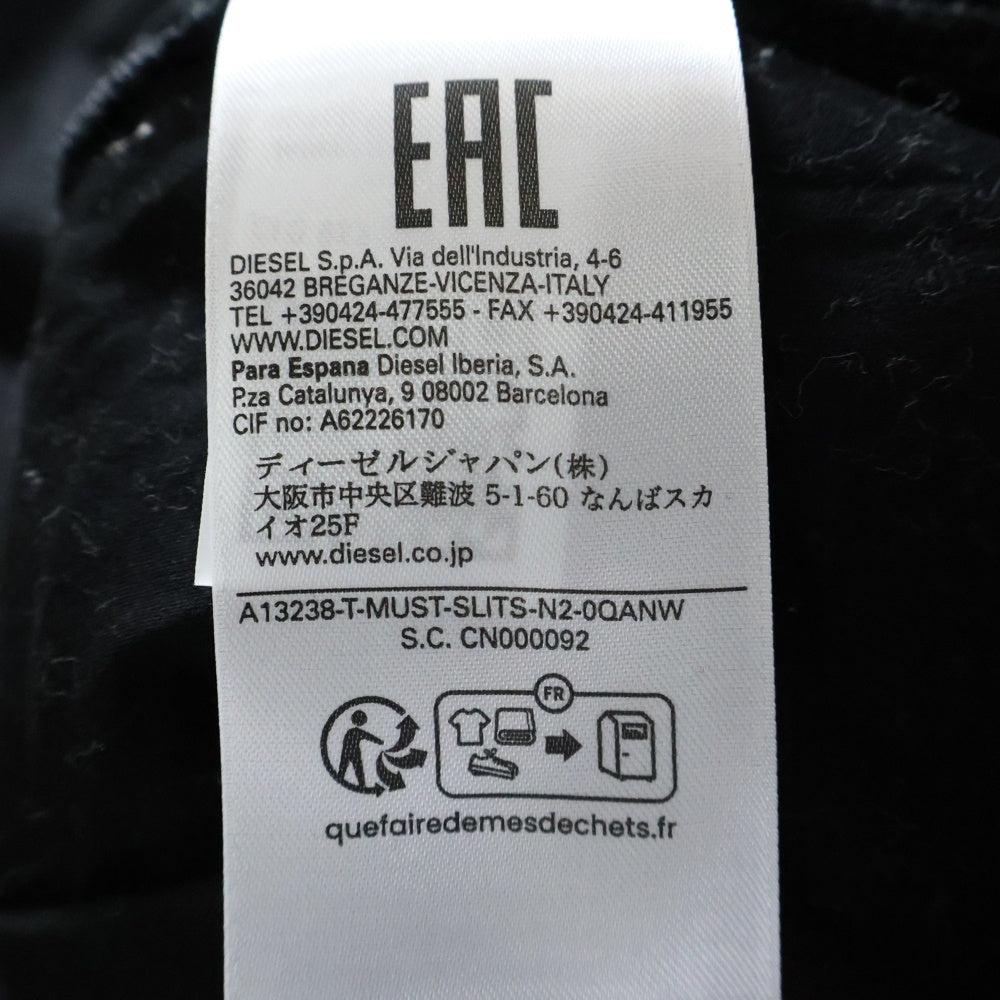 EAC
DIESEL S.p.A. Via dell'Industria, 4-6
36042 BREGANZE-VICENZA-ITALY
TEL +390424-477555 - FAX +390424-411955
WWW.DIESEL.COM
Para Espana Diesel Iberia, S.A.
P.za Catalunya, 9 08002 Barcelona
CIF no: A62226170
ディーゼルジャパン(株)
大阪市中央区難波 5-1-60 なんばスカ
イオ25F
www.diesel.co.jp
A13238-T-MUST-SLITS-N2-0QANW
S.C. CN000092
FR
quefairedemesdechets.fr